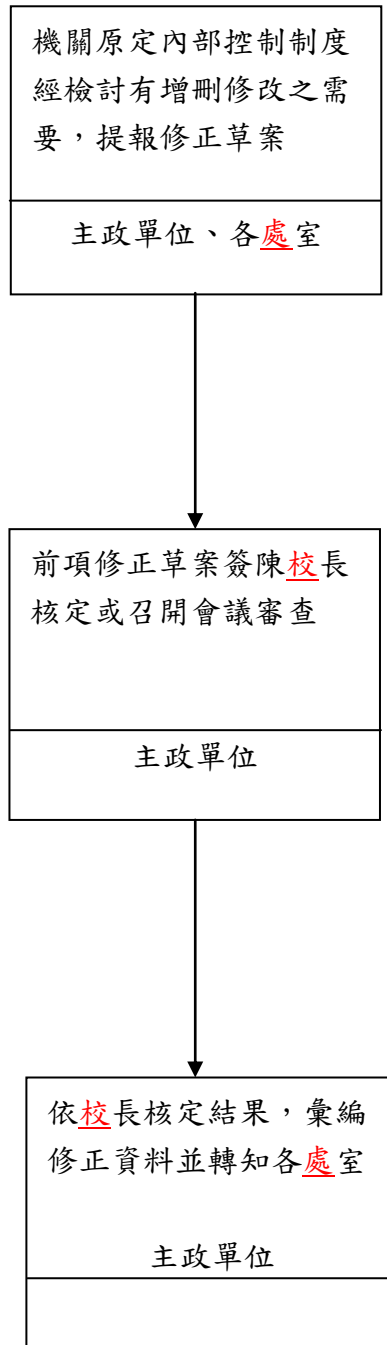 機關原定內部控制制度
經檢討有增刪修改之需
要，提報修正草案
主政單位、各處室
前項修正草案簽陳校長
核定或召開會議審查
主政單位
依校長核定結果，彙編
修正資料並轉知各處室
主政單位